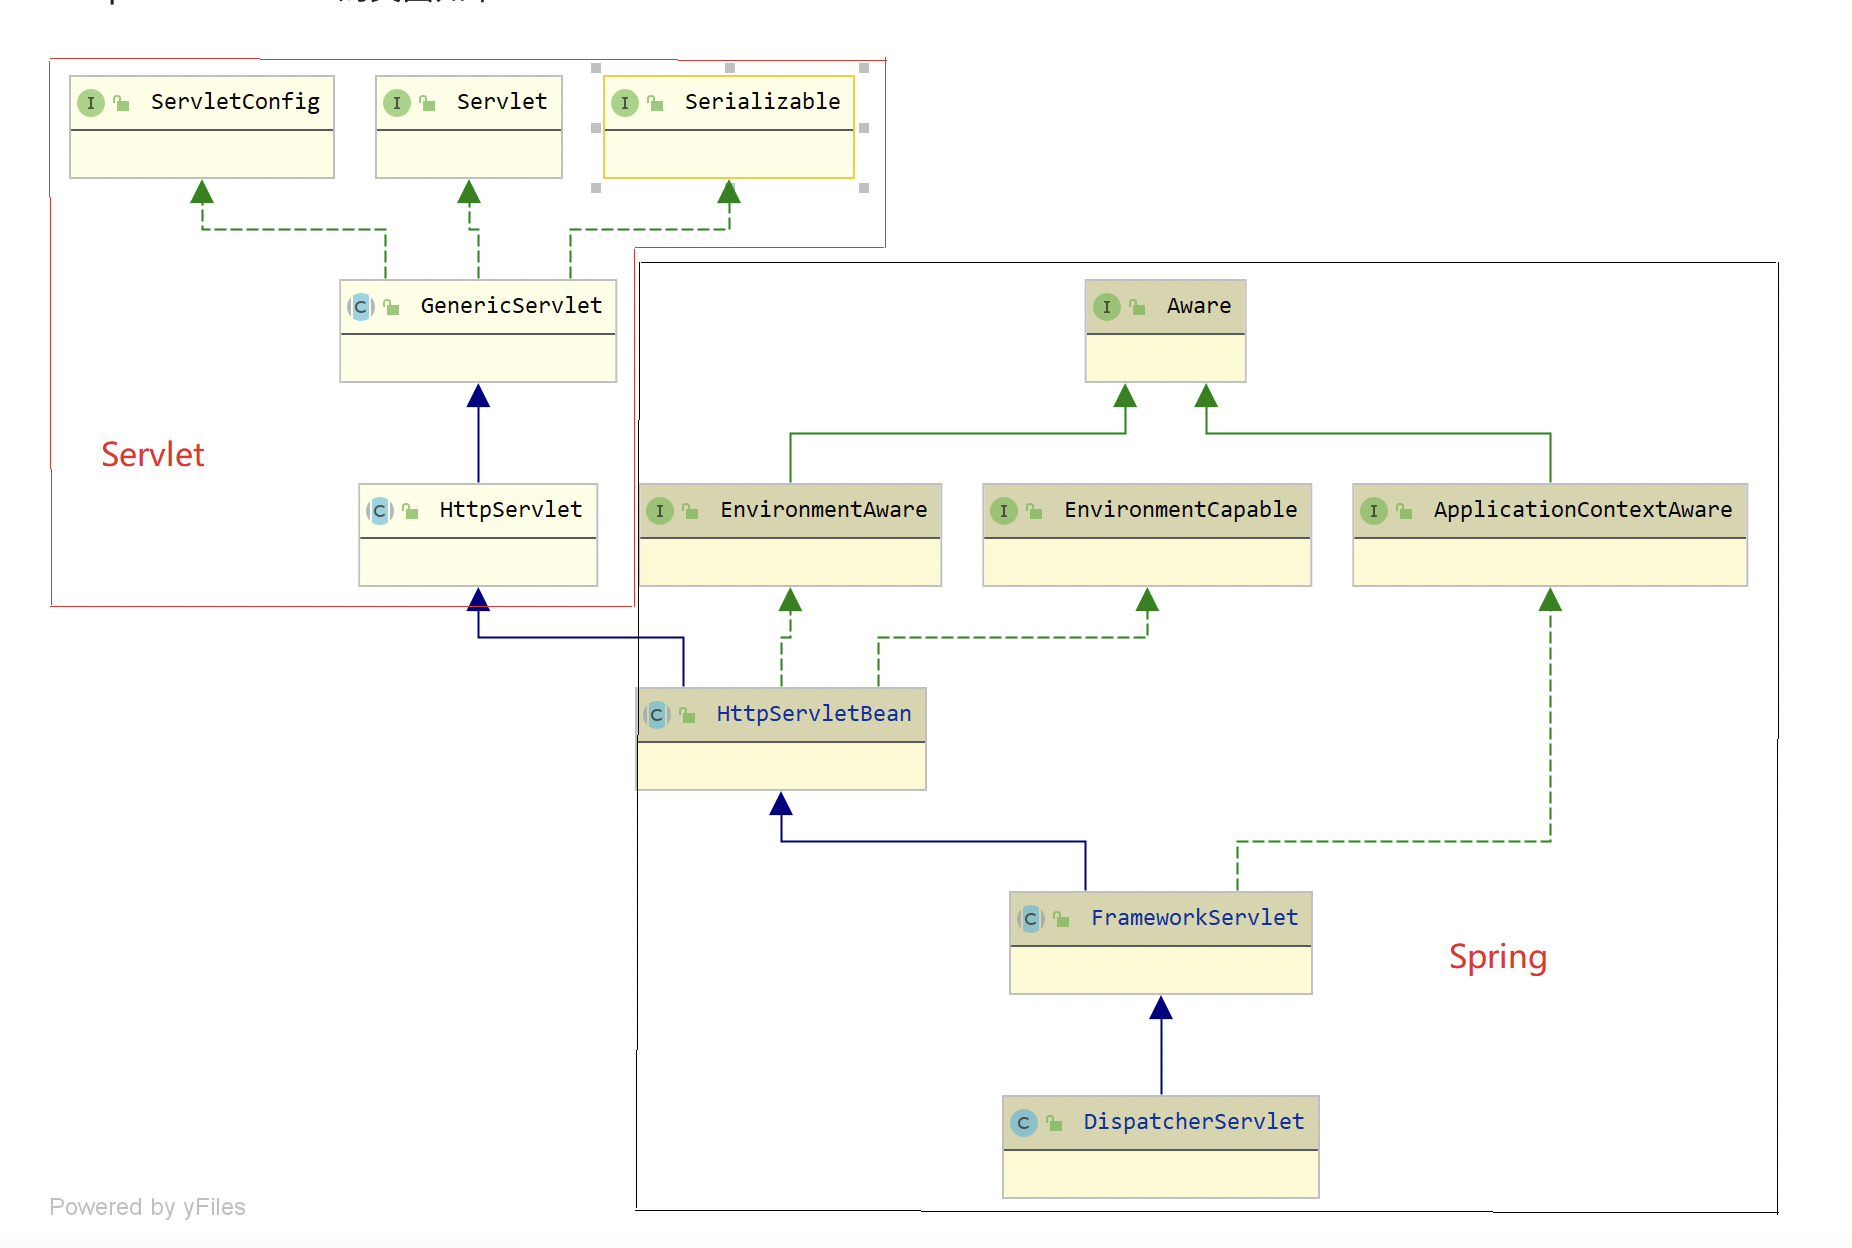 I ServletConfig
I Servlet
I Serializable
C GenericServlet
I Aware
Servlet
C HttpServlet
I EnvironmentAware
I EnvironmentCapable
I ApplicationContextAware
C HttpServletBean
C FrameworkServlet
Spring
C DispatcherServlet
Powered by yFiles